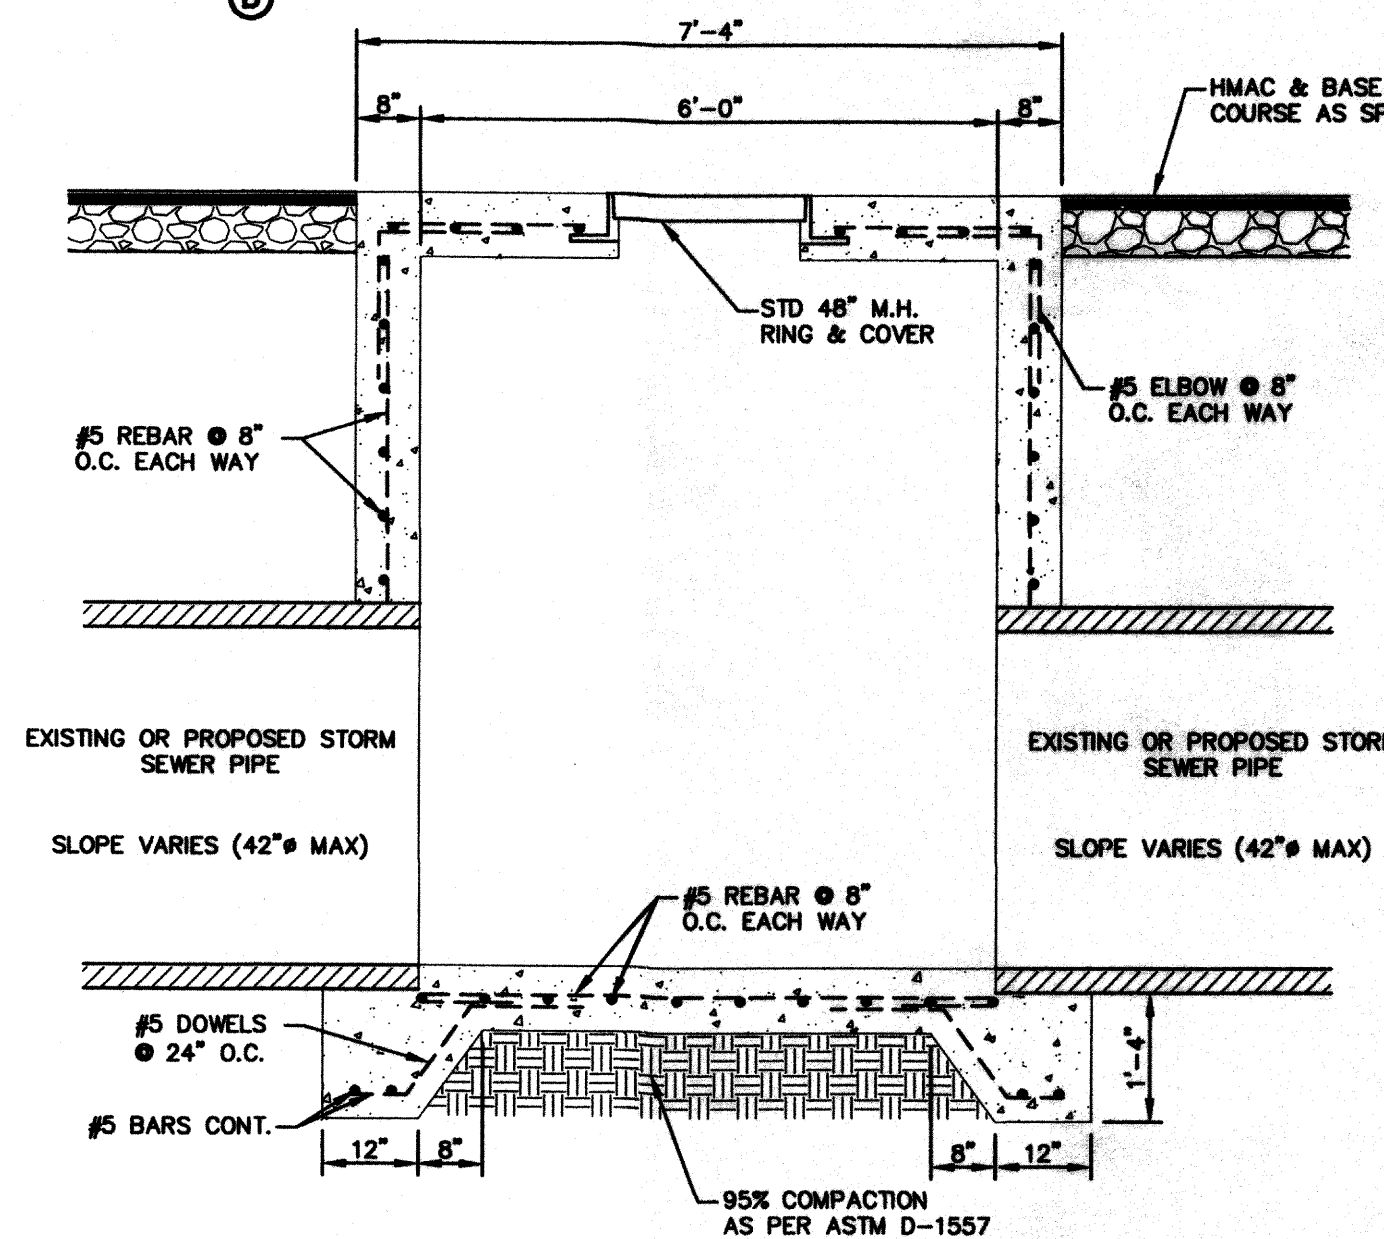 7'-4"
8"
6'-0"
8"
HMAC & BASE
COURSE AS
STD 48" M.H.
RING & COVER
#5 ELBOW @ 8"
O.C. EACH WAY
#5 REBAR @ 8"
O.C. EACH WAY
EXISTING OR PROPOSED STORM
SEWER PIPE
SLOPE VARIES (42"ø MAX)
EXISTING OR PROPOSED
SEWER PIPE
SLOPE VARIES (42"ø MAX)
#5 REBAR @ 8"
O.C. EACH WAY
#5 DOWELS
@ 24" O.C.
#5 BARS CONT.
1'-4"
12"
8"
8"
12"
95% COMPACTION
AS PER ASTM D-1557